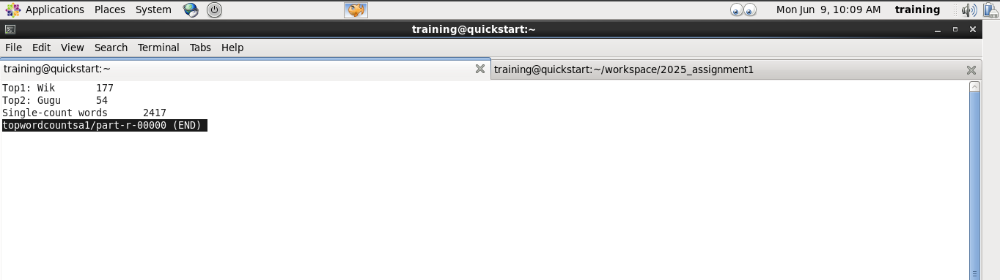 Applications Places System Mon Jun 9, 10:09 AM training
training@quickstart:~
File Edit View Search Terminal Tabs Help
training@quickstart:~ training@quickstart:~/workspace/2025_assignment1
Top1: Wik 177
Top2: Gugu 54
Single-count words 2417
topwordcountsa1/part-r-00000 (END)